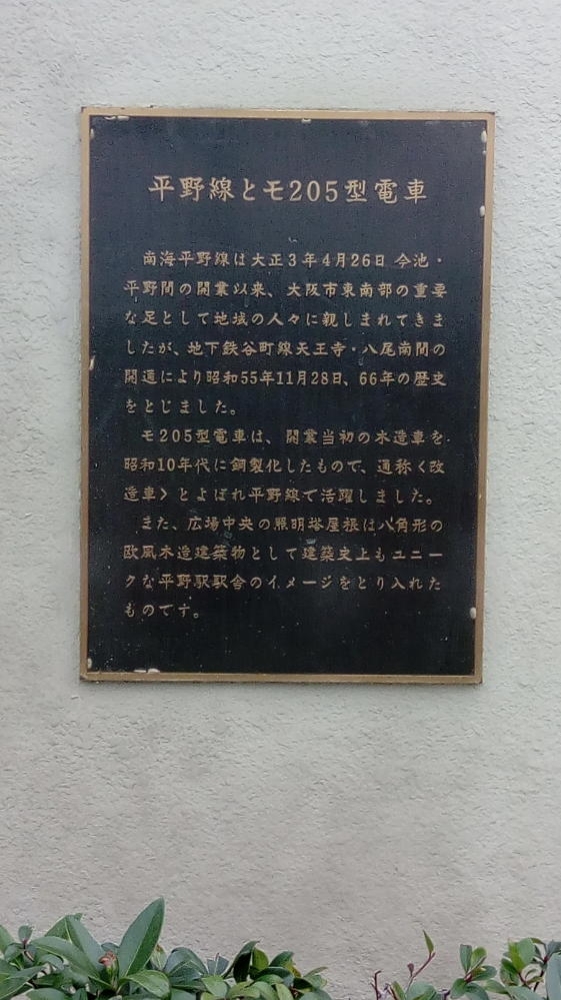 平野線とモ205型電車
南海平野線は大正3年4月26日 今池・
平野間の開業以来、大阪市東南部の重要
な足として地域の人々に親しまれてきま
したが、地下鉄谷町線天王寺・八尾南間の
開通により昭和55年11月28日、66年の歴史
をとじました。
モ205型電車は、開業当初の木造車を
昭和10年代に鋼製化したもので、通称〈改
造車〉とよばれ平野線で活躍しました。
また、広場中央の照明塔屋根は八角形の
欧風木造建築物として建築史上もユニー
クな平野駅駅舎のイメージをとり入れた
ものです。